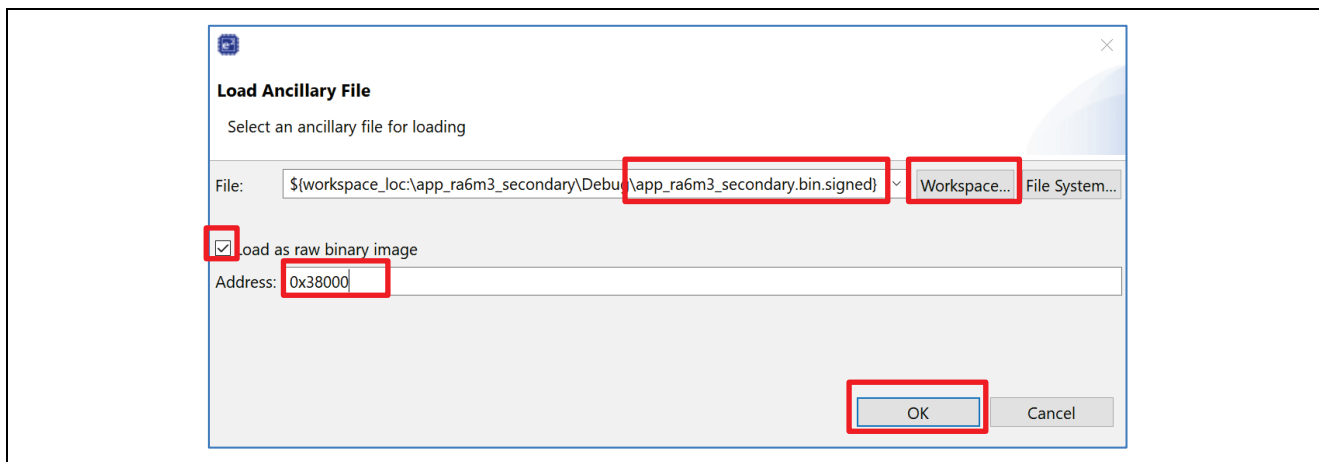 Load Ancillary File
Select an ancillary file for loading
File: ${workspace_loc:\app_ra6m3_secondary\Debug\app_ra6m3_secondary.bin.signed} Workspace... File System...
Load as raw binary image
Address: 0x38000
OK Cancel